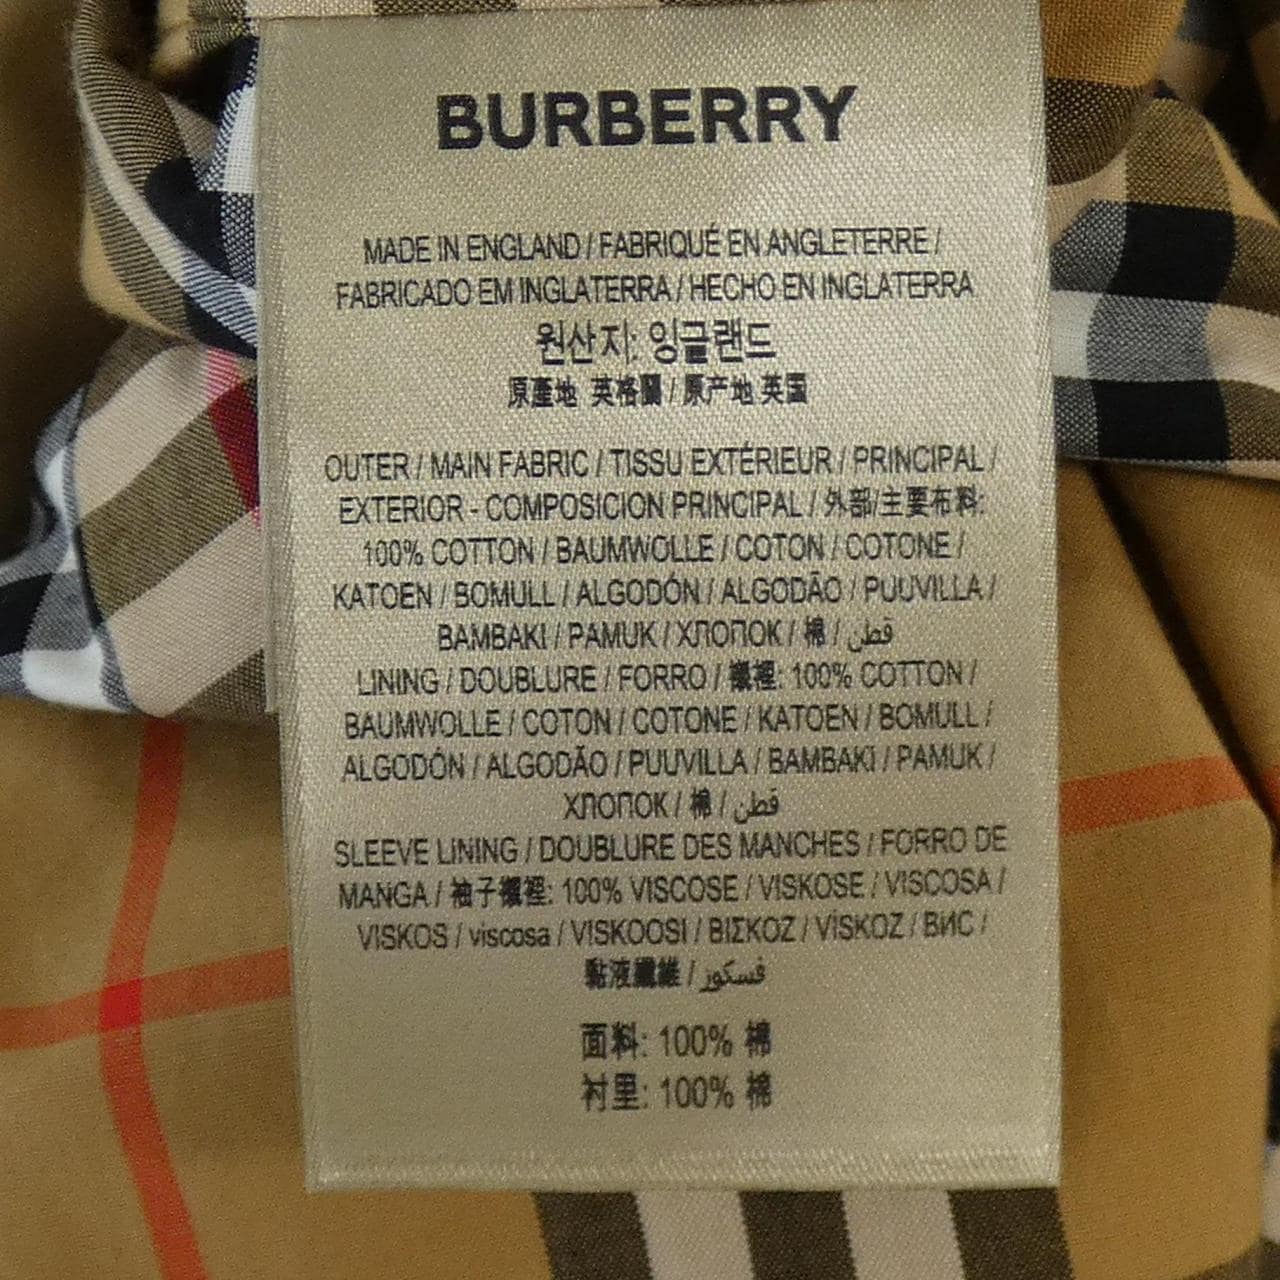 BURBERRY
MADE IN ENGLAND / FABRIQUÉ EN ANGLETERRE /
FABRICADO EM INGLATERRA / HECHO EN INGLATERRA
원산지: 잉글랜드
原產地 英格蘭 / 原产地 英国
OUTER / MAIN FABRIC / TISSU EXTÉRIEUR / PRINCIPAL /
EXTERIOR - COMPOSICION PRINCIPAL / 外部/主要布料:
100% COTTON / BAUMWOLLE / COTON / COTONE /
KATOEN / BOMULL / ALGODÓN / ALGODÃO / PUUVILLA /
BAMBAKI / PAMUK / ХЛОПОК / 棉 / قطن
LINING / DOUBLURE / FORRO / 襯裡: 100% COTTON /
BAUMWOLLE / COTON / COTONE / KATOEN / BOMULL /
ALGODÓN / ALGODÃO / PUUVILLA / BAMBAKI / PAMUK /
ХЛОПОК / 棉 / قطن
SLEEVE LINING / DOUBLURE DES MANCHES / FORRO DE
MANGA / 袖子襯裡: 100% VISCOSE / VISKOSE / VISCOSA /
VISKOS / viscosa / VISKOOSI / ΒΙΣΚΟΖ / VİSKOZ / ВИС /
黏液纖維 / فسكوز
面料: 100% 棉
衬里: 100% 棉